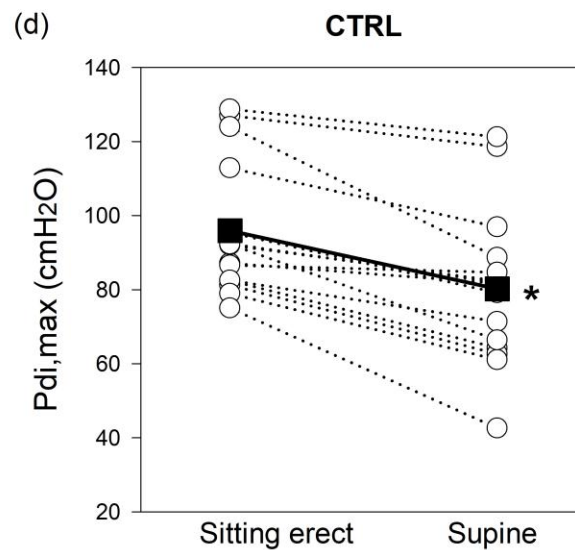 (d)
CTRL
Pdi,max (cmH2O)
140
120
100
80
60
40
20
*
Sitting erect
Supine